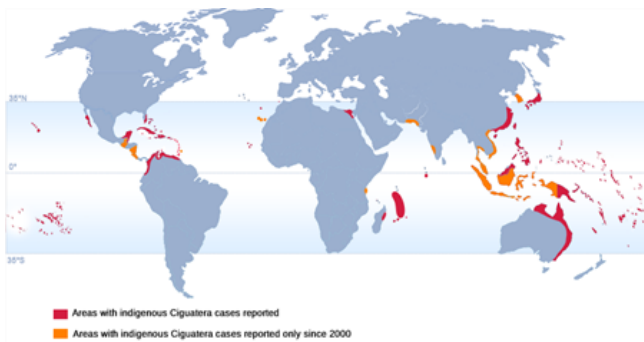 35°N
0°
35°S
Areas with indigenous Ciguatera cases reported
Areas with indigenous Ciguatera cases reported only since 2000